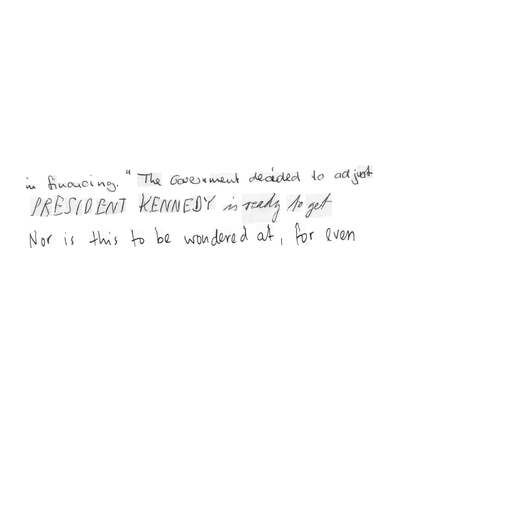 in financing." The Government decided to adjust
PRESIDENT KENNEDY is ready to get
Nor is this to be wondered at, for even